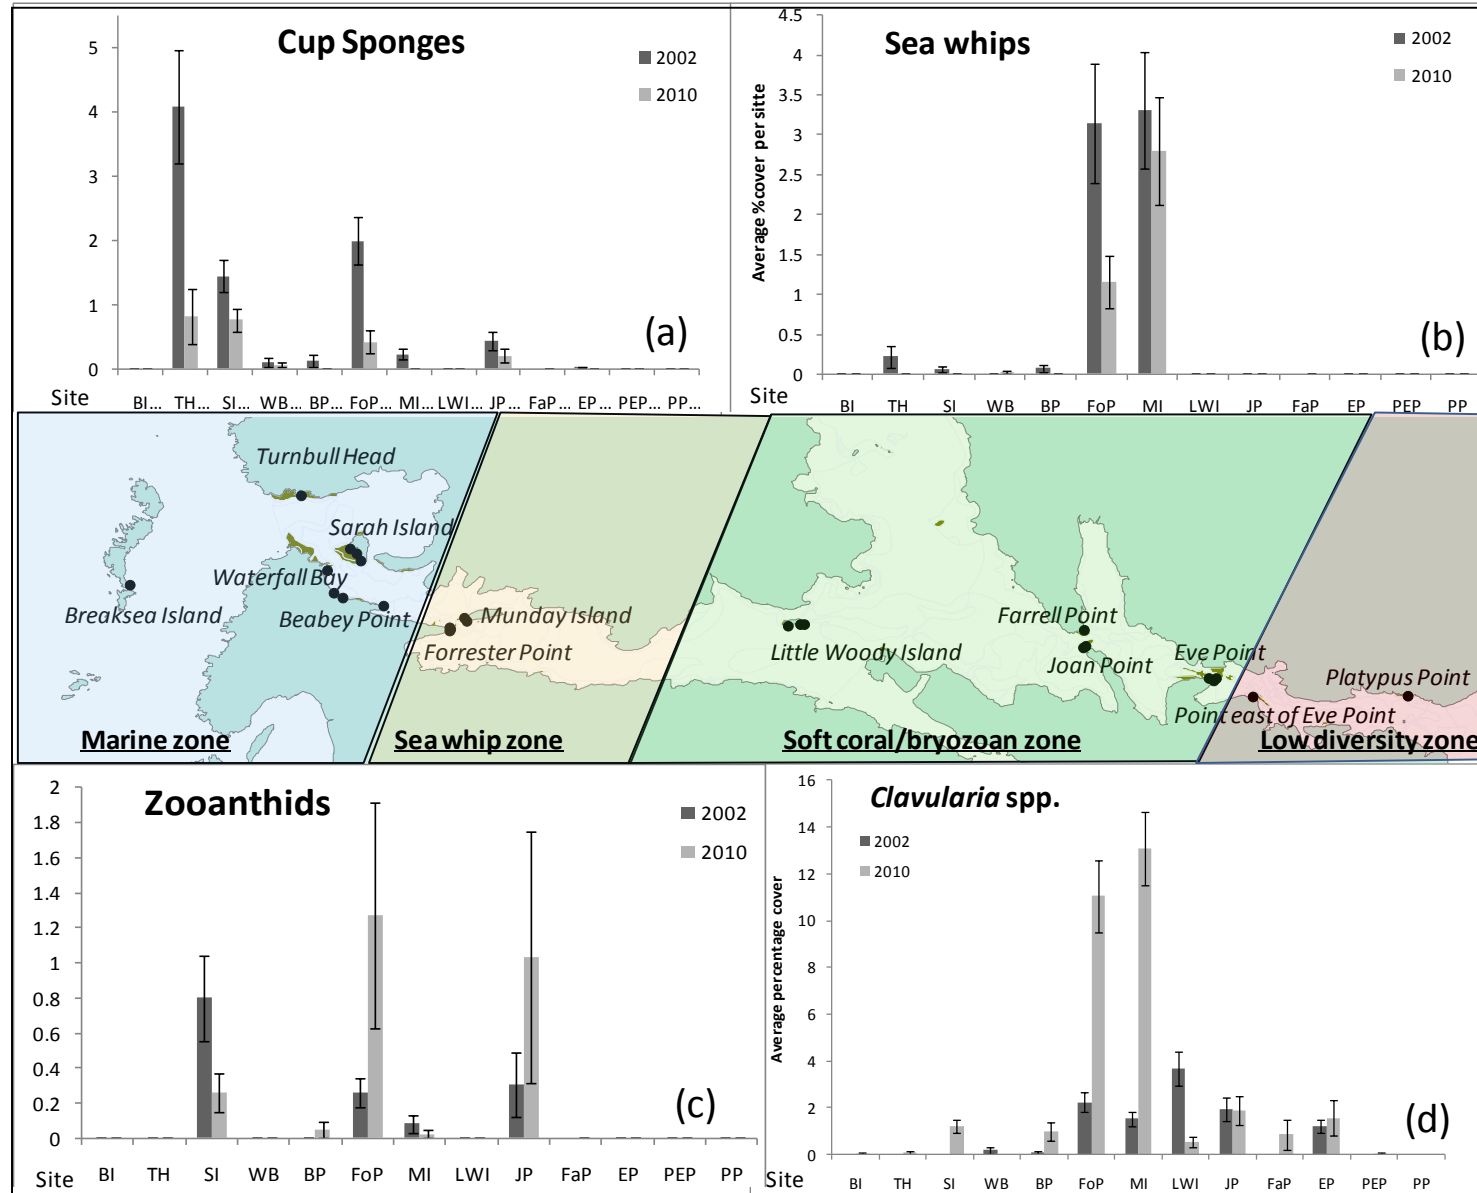 Cup Sponges
2002
2010
5
4
3
2
1
0
(a)
Site
BI... TH... SI... WB... BP... FoP... MI... LWI... JP... FaP... EP... PEP... PP...
Sea whips
2002
2010
Average %cover per sitte
4.5
4
3.5
3
2.5
2
1.5
1
0.5
0
(b)
Site
BI TH SI WB BP FoP MI LWI JP FaP EP PEP PP
Turnbull Head
Sarah Island
Waterfall Bay
Breaksea Island
Beabey Point
Munday Island
Forrester Point
Little Woody Island
Farrell Point
Joan Point
Eve Point
Platypus Point
Point east of Eve Point
Marine zone
Sea whip zone
Soft coral/bryozoan zone
Low diversity zone
Zooanthids
2002
2010
2
1.8
1.6
1.4
1.2
1
0.8
0.6
0.4
0.2
0
(c)
Site
BI TH SI WB BP FoP MI LWI JP FaP EP PEP PP
Clavularia spp.
2002
2010
Average percentage cover
16
14
12
10
8
6
4
2
0
(d)
Site
BI TH SI WB BP FoP MI LWI JP FaP EP PEP PP